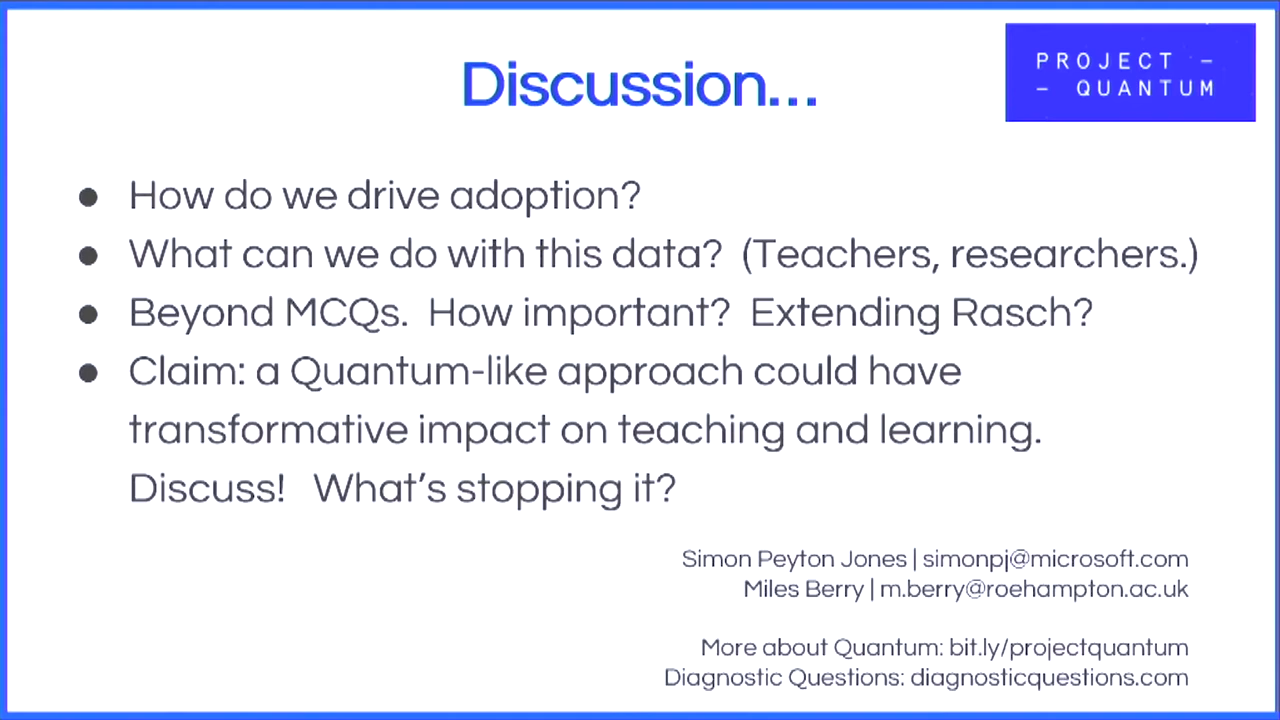 PROJECT –
– QUANTUM
Discussion...
● How do we drive adoption?
● What can we do with this data?  (Teachers, researchers.)
● Beyond MCQs.  How important?  Extending Rasch?
● Claim: a Quantum-like approach could have
transformative impact on teaching and learning.
Discuss!   What’s stopping it?
Simon Peyton Jones | simonpj@microsoft.com
Miles Berry | m.berry@roehampton.ac.uk
More about Quantum: bit.ly/projectquantum
Diagnostic Questions: diagnosticquestions.com